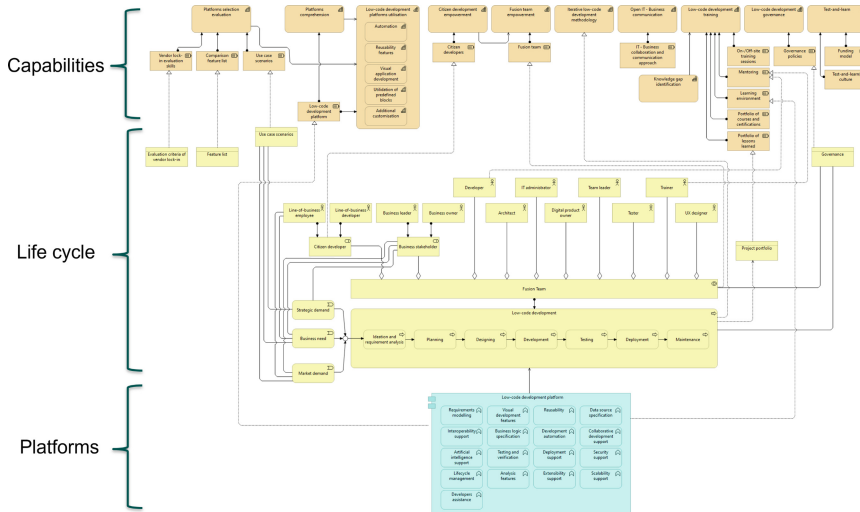 Capabilities
Platforms selection
evaluation
Platforms
comprehension
Low-code development
platforms utilisation
Citizen development
empowerment
Fusion team
empowerment
Iterative low-code
development
methodology
Open IT - Business
communication
Low-code development
training
Low-code development
governance
Test-and-learn
Automation
Reusability
features
Visual
application
development
Utilisation of
predefined
blocks
Additional
customisation
Vendor lock-
in evaluation
skills
Comparison
feature list
Use case
scenarios
Low-code
development
platform
Citizen
developers
Fusion team
IT - Business
collaboration and
communication
approach
Knowledge gap
identification
On-/Off-site
training
sessions
Mentoring
Learning
environment
Portfolio of
courses and
certifications
Portfolio of
lessons
learned
Governance
policies
Funding
model
Test-and-learn
culture
Life cycle
Evaluation criteria of
vendor lock-in
Feature list
Use case scenarios
Governance
Developer
IT administrator
Team leader
Trainer
Line-of-business
employee
Line-of-business
developer
Business leader
Business owner
Architect
Digital product
owner
Tester
UX designer
Citizen developer
Business stakeholder
Project portfolio
Fusion Team
Strategic demand
Business need
Market demand
Low-code development
Ideation and
requirement analysis
Planning
Designing
Development
Testing
Deployment
Maintenance
Platforms
Low-code development platform
Requirements
modelling
Visual
development
features
Reusability
Data source
specification
Interoperability
support
Business logic
specification
Development
automation
Collaborative
development
support
Artificial
intelligence
support
Testing and
verification
Deployment
support
Security
support
Lifecycle
management
Analysis
features
Extensibility
support
Scalability
support
Developers
assistance